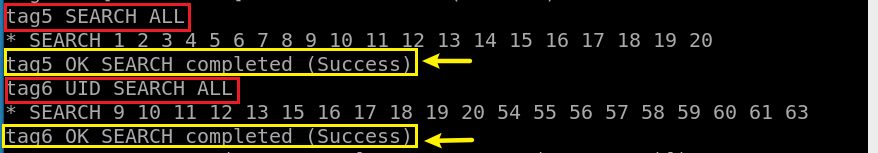 tag5 SEARCH ALL
* SEARCH 1 2 3 4 5 6 7 8 9 10 11 12 13 14 15 16 17 18 19 20
tag5 OK SEARCH completed (Success)
tag6 UID SEARCH ALL
* SEARCH 9 10 11 12 13 15 16 17 18 19 20 54 55 56 57 58 59 60 61 63
tag6 OK SEARCH completed (Success)